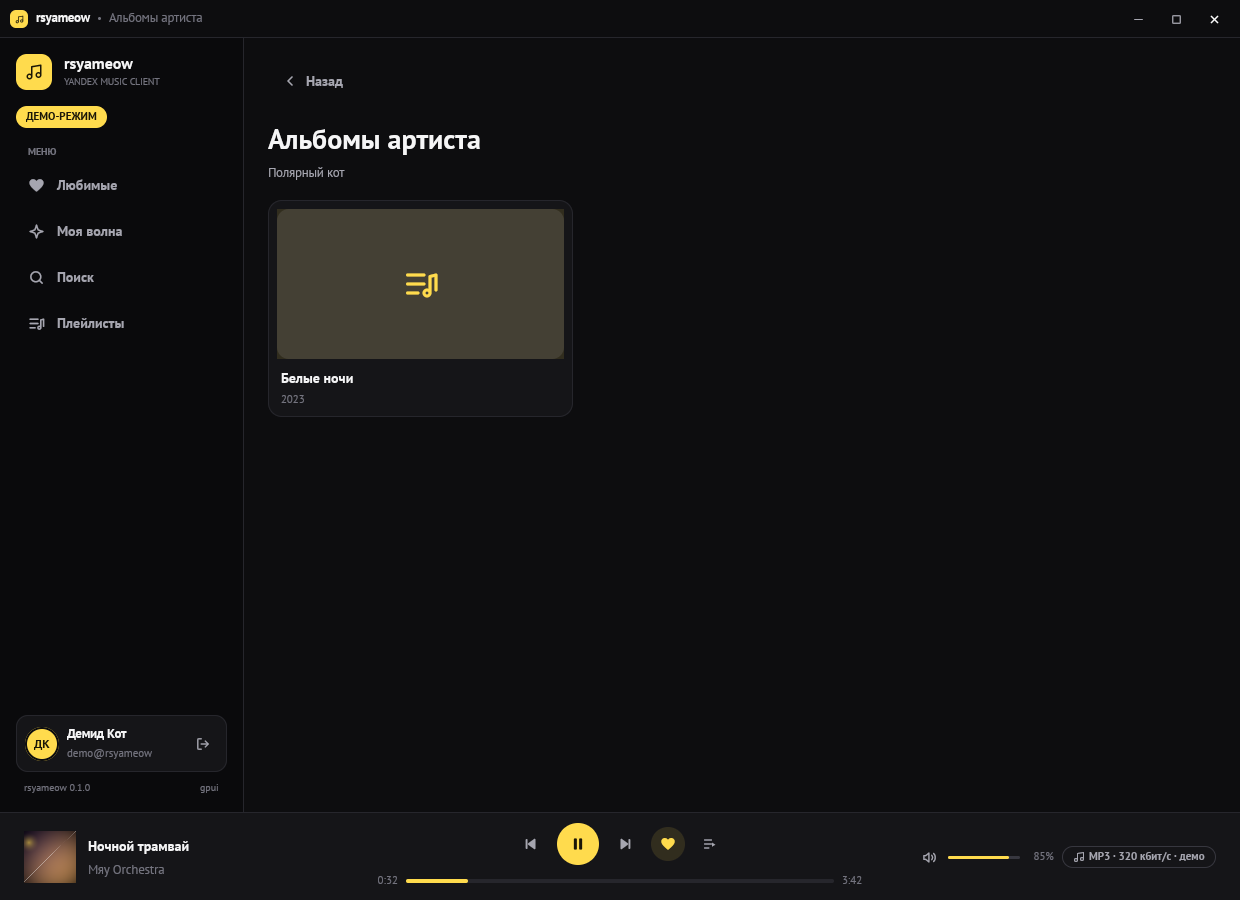 rsyameow • Альбомы артиста
rsyameow
YANDEX MUSIC CLIENT
ДЕМО-РЕЖИМ
МЕНЮ
Любимые
Моя волна
Поиск
Плейлисты
Назад
Альбомы артиста
Полярный кот
Белые ночи
2023
ДК
Демид Кот
demo@rsyameow
rsyameow 0.1.0
gpui
Ночной трамвай
Мяу Orchestra
0:32
3:42
85%
MP3 · 320 кбит/с · демо